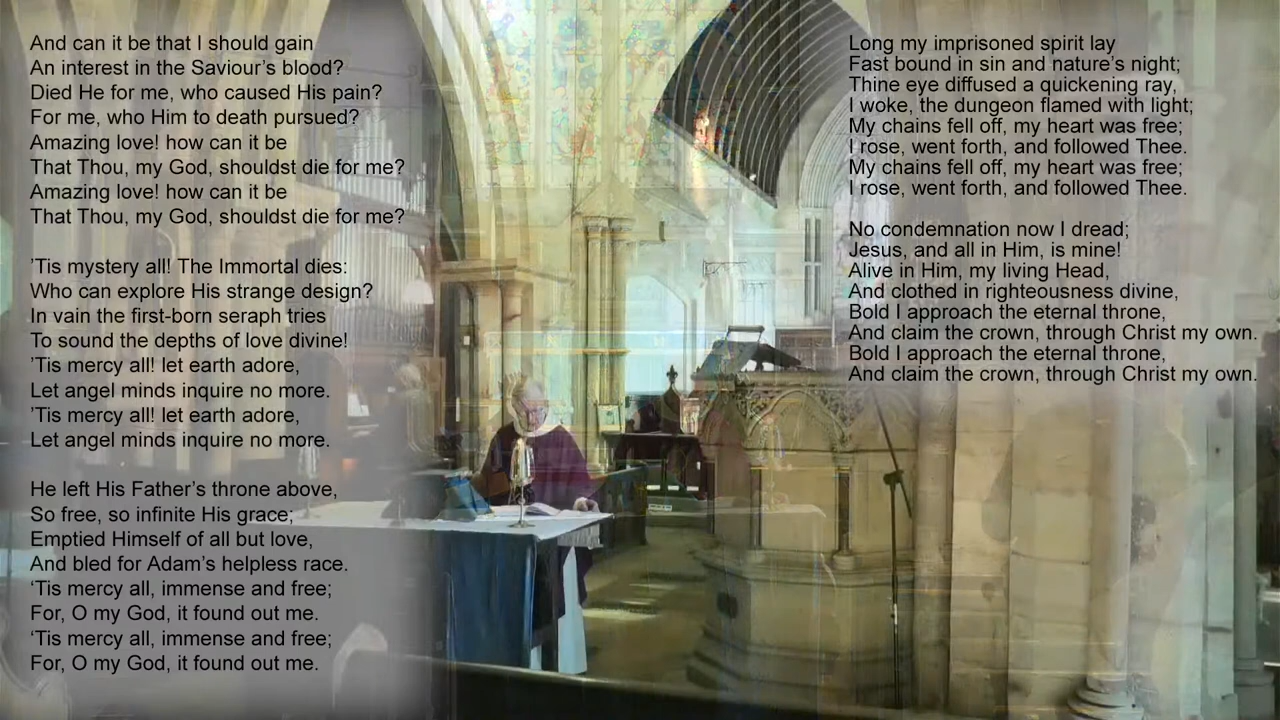 And can it be that I should gain
An interest in the Saviour’s blood?
Died He for me, who caused His pain?
For me, who Him to death pursued?
Amazing love! how can it be
That Thou, my God, shouldst die for me?
Amazing love! how can it be
That Thou, my God, shouldst die for me?

’Tis mystery all! The Immortal dies:
Who can explore His strange design?
In vain the first-born seraph tries
To sound the depths of love divine!
’Tis mercy all! let earth adore,
Let angel minds inquire no more.
’Tis mercy all! let earth adore,
Let angel minds inquire no more.

He left His Father’s throne above,
So free, so infinite His grace;
Emptied Himself of all but love,
And bled for Adam’s helpless race.
‘Tis mercy all, immense and free;
For, O my God, it found out me.
‘Tis mercy all, immense and free;
For, O my God, it found out me.

Long my imprisoned spirit lay
Fast bound in sin and nature’s night;
Thine eye diffused a quickening ray,
I woke, the dungeon flamed with light;
My chains fell off, my heart was free;
I rose, went forth, and followed Thee.
My chains fell off, my heart was free;
I rose, went forth, and followed Thee.

No condemnation now I dread;
Jesus, and all in Him, is mine!
Alive in Him, my living Head,
And clothed in righteousness divine,
Bold I approach the eternal throne,
And claim the crown, through Christ my own.
Bold I approach the eternal throne,
And claim the crown, through Christ my own.